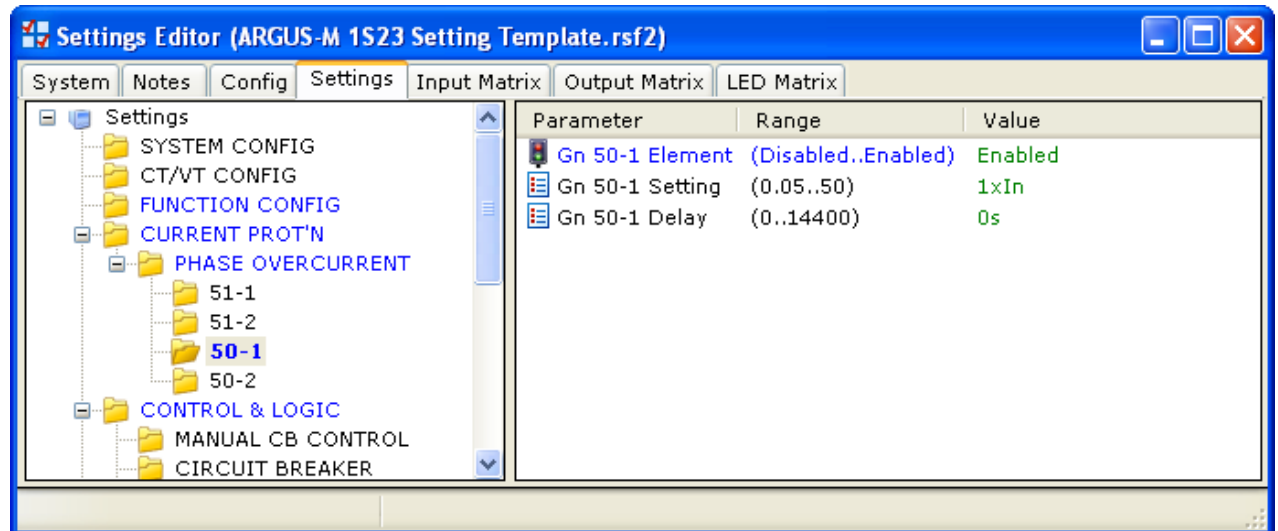 Settings Editor (ARGUS-M 1S23 Setting Template.rsf2)
System Notes Config Settings Input Matrix Output Matrix LED Matrix
Settings
SYSTEM CONFIG
CT/VT CONFIG
FUNCTION CONFIG
CURRENT PROT'N
PHASE OVERCURRENT
51-1
51-2
50-1
50-2
CONTROL & LOGIC
MANUAL CB CONTROL
CIRCUIT BREAKER
Parameter Range Value
Gn 50-1 Element (Disabled..Enabled) Enabled
Gn 50-1 Setting (0.05..50) 1xIn
Gn 50-1 Delay (0..14400) 0s